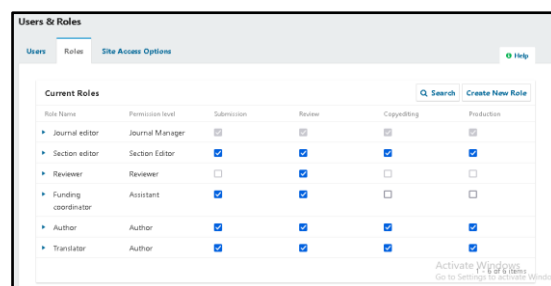 Users & Roles
Users Roles Site Access Options
Help
Current Roles Search Create New Role
Role Name Permission level Submission Review Copyediting Production
Journal editor Journal Manager
Section editor Section Editor
Reviewer Reviewer
Funding Assistant
coordinator
Author Author
Translator Author
Activate Windows
1 - 6 of 6 items
Go to Settings to activate Windo